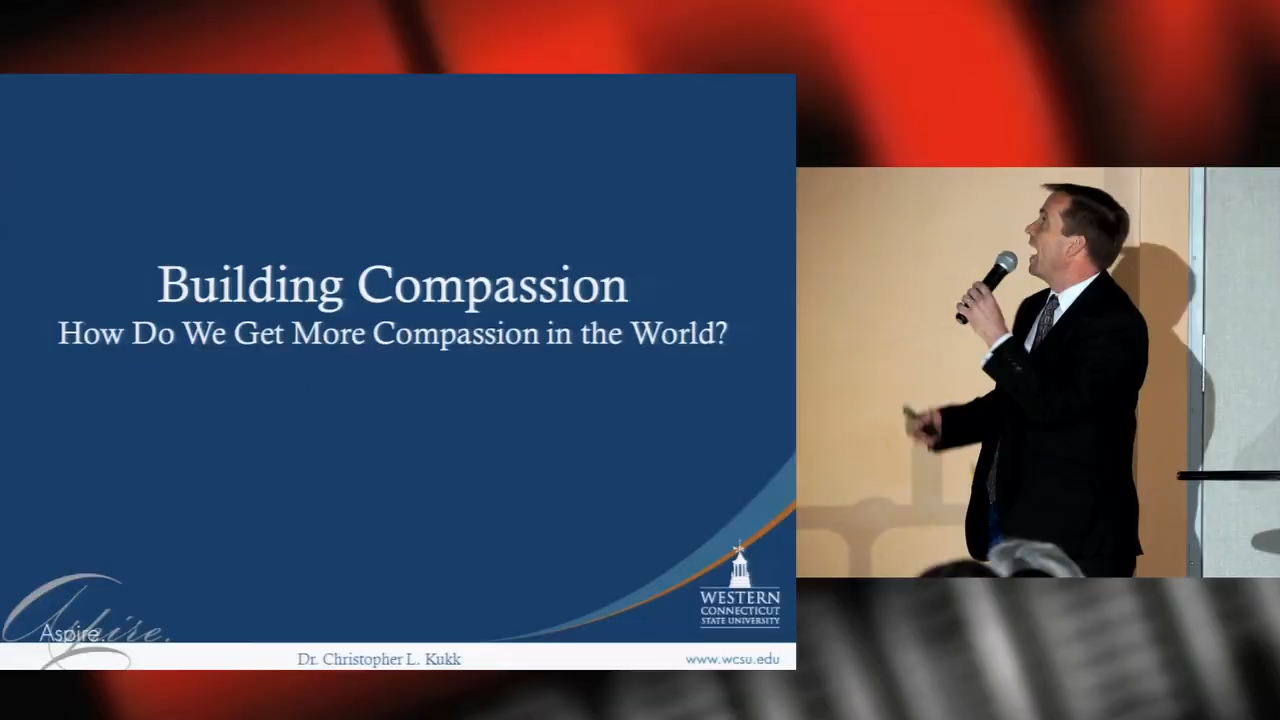 Building Compassion
How Do We Get More Compassion in the World?
WESTERN
CONNECTICUT
STATE UNIVERSITY
Aspire.
Aspire.
Dr. Christopher L. Kukk
www.wcsu.edu